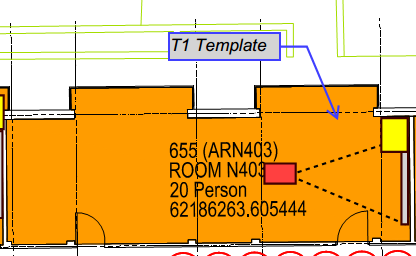 T1 Template
655 (ARN403)
ROOM N403
20 Person
62186263.605444